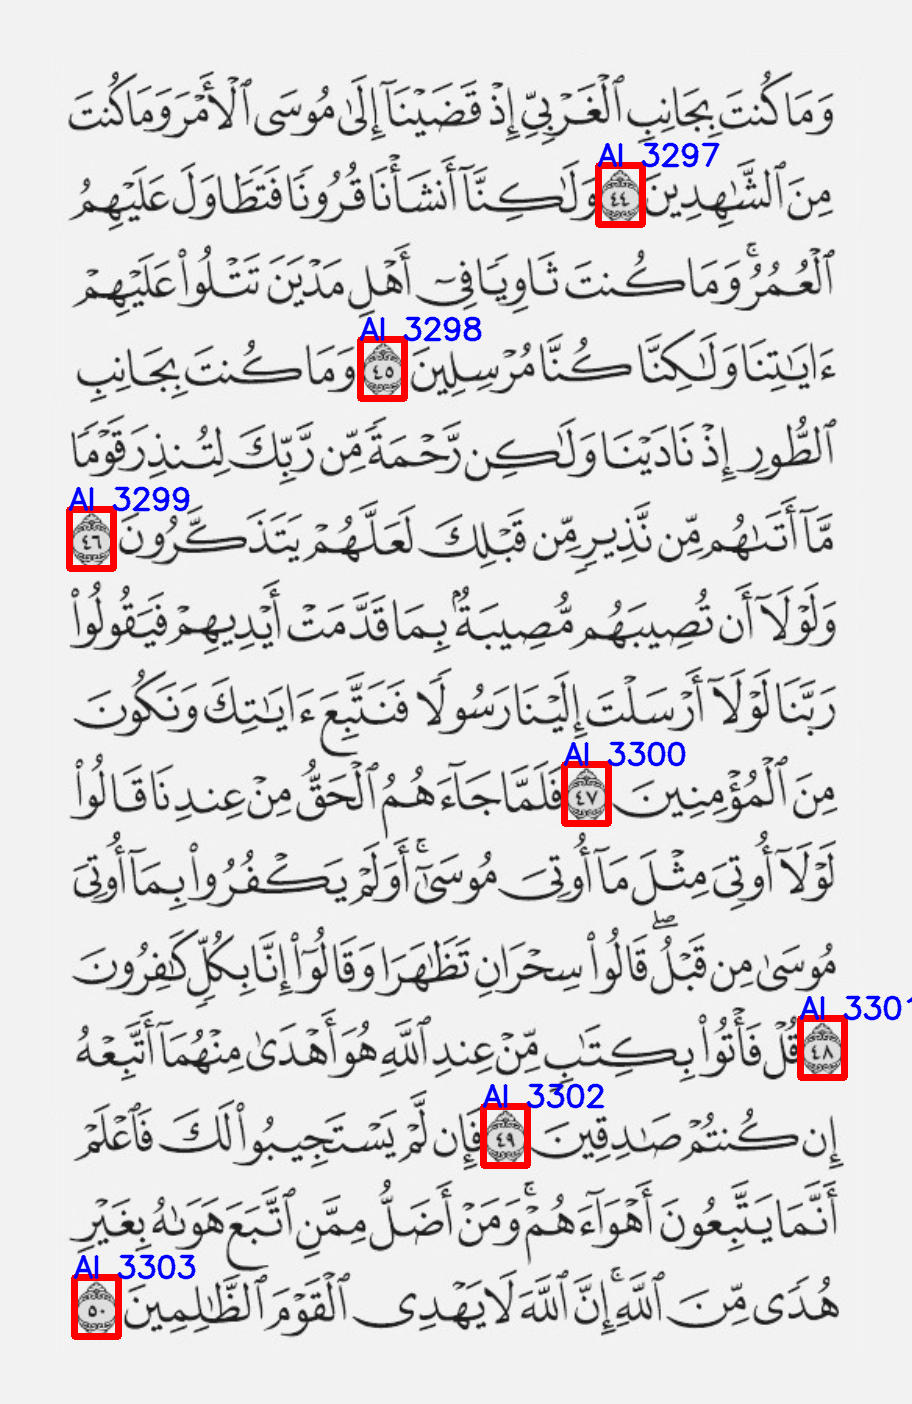 وَمَا كُنتَ بِجَانِبِ ٱلْغَرْبِىِّ إِذْ قَضَيْنَآ إِلَىٰ مُوسَى ٱلْأَمْرَ وَمَا كُنتَ
AI 3297
مِنَ ٱلشَّـٰهِدِينَ ٤٤ وَلَـٰكِنَّآ أَنشَأْنَا قُرُونًا فَتَطَاوَلَ عَلَيْهِمُ
ٱلْعُمُرُ ۚ وَمَا كُنتَ ثَاوِيًا فِىٓ أَهْلِ مَدْيَنَ تَتْلُوا۟ عَلَيْهِمْ
AI 3298
ءَايَـٰتِنَا وَلَـٰكِنَّا كُنَّا مُرْسِلِينَ ٤٥ وَمَا كُنتَ بِجَانِبِ
ٱلطُّورِ إِذْ نَادَيْنَا وَلَـٰكِن رَّحْمَةً مِّن رَّبِّكَ لِتُنذِرَ قَوْمًا
AI 3299
مَّآ أَتَىٰهُم مِّن نَّذِيرٍ مِّن قَبْلِكَ لَعَلَّهُمْ يَتَذَكَّرُونَ ٤٦
وَلَوْلَآ أَن تُصِيبَهُم مُّصِيبَةٌۢ بِمَا قَدَّمَتْ أَيْدِيهِمْ فَيَقُولُوا۟
رَبَّنَا لَوْلَآ أَرْسَلْتَ إِلَيْنَا رَسُولًا فَنَتَّبِعَ ءَايَـٰتِكَ وَنَكُونَ
AI 3300
مِنَ ٱلْمُؤْمِنِينَ ٤٧ فَلَمَّا جَآءَهُمُ ٱلْحَقُّ مِنْ عِندِنَا قَالُوا۟
لَوْلَآ أُوتِىَ مِثْلَ مَآ أُوتِىَ مُوسَىٰٓ ۚ أَوَلَمْ يَكْفُرُوا۟ بِمَآ أُوتِىَ
مُوسَىٰ مِن قَبْلُ ۖ قَالُوا۟ سِحْرَانِ تَظَـٰهَرَا وَقَالُوٓا۟ إِنَّا بِكُلٍّ كَـٰفِرُونَ
AI 3301
٤٨ قُلْ فَأْتُوا۟ بِكِتَـٰبٍ مِّنْ عِندِ ٱللَّهِ هُوَ أَهْدَىٰ مِنْهُمَآ أَتَّبِعْهُ
AI 3302
إِن كُنتُمْ صَـٰدِقِينَ ٤٩ فَإِن لَّمْ يَسْتَجِيبُوا۟ لَكَ فَٱعْلَمْ
أَنَّمَا يَتَّبِعُونَ أَهْوَآءَهُمْ ۚ وَمَنْ أَضَلُّ مِمَّنِ ٱتَّبَعَ هَوَىٰهُ بِغَيْرِ
AI 3303
هُدًى مِّنَ ٱللَّهِ ۚ إِنَّ ٱللَّهَ لَا يَهْدِى ٱلْقَوْمَ ٱلظَّـٰلِمِينَ ٥٠